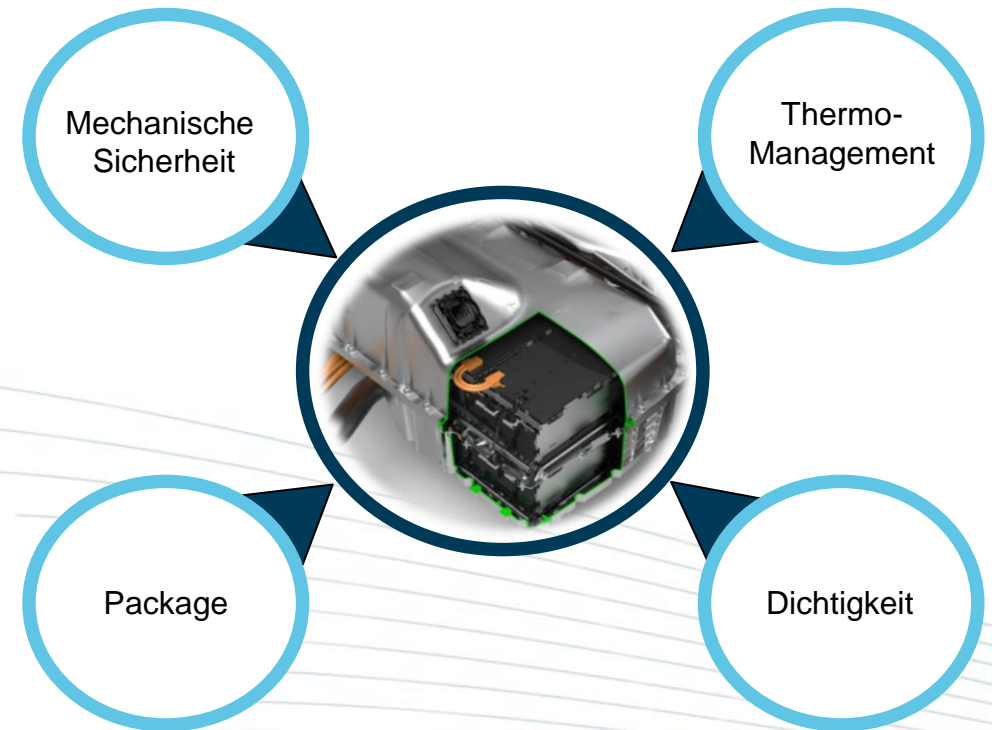 Mechanische
Sicherheit
Thermo-
Management
Package
Dichtigkeit